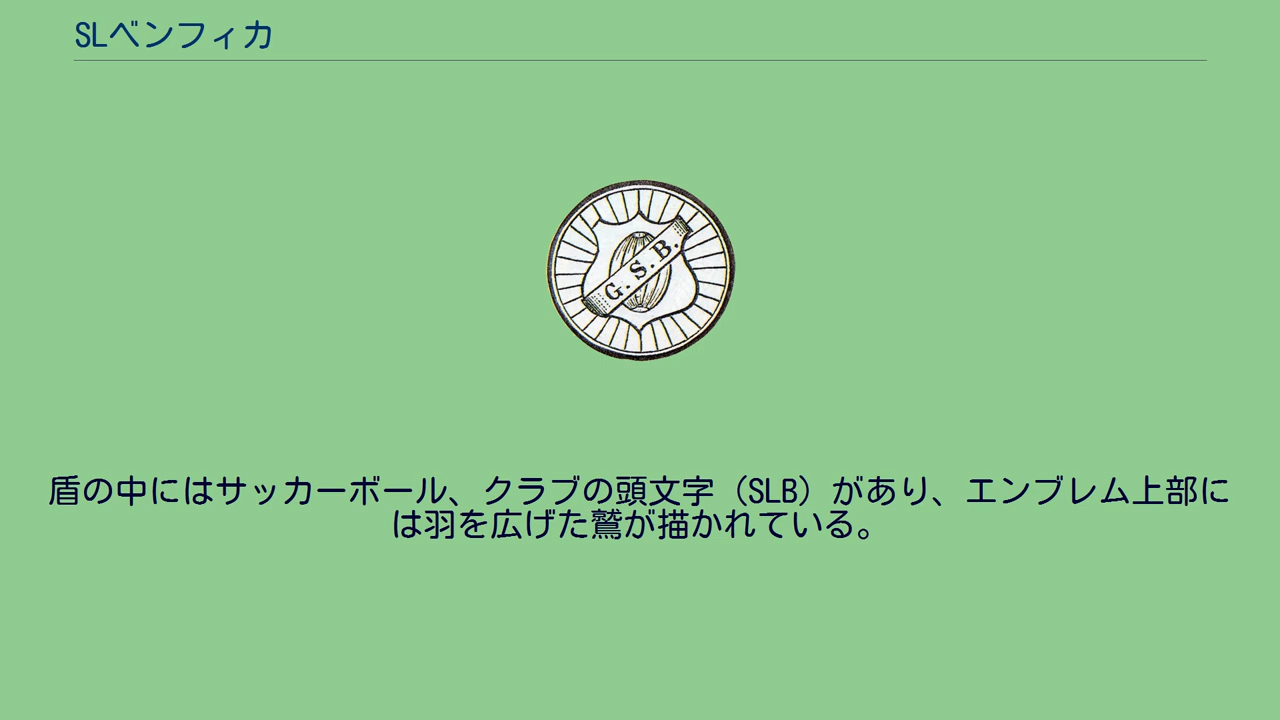 SLベンフィカ
G. S. B.
盾の中にはサッカーボール、クラブの頭文字（SLB）があり、エンブレム上部に
は羽を広げた鷲が描かれている。